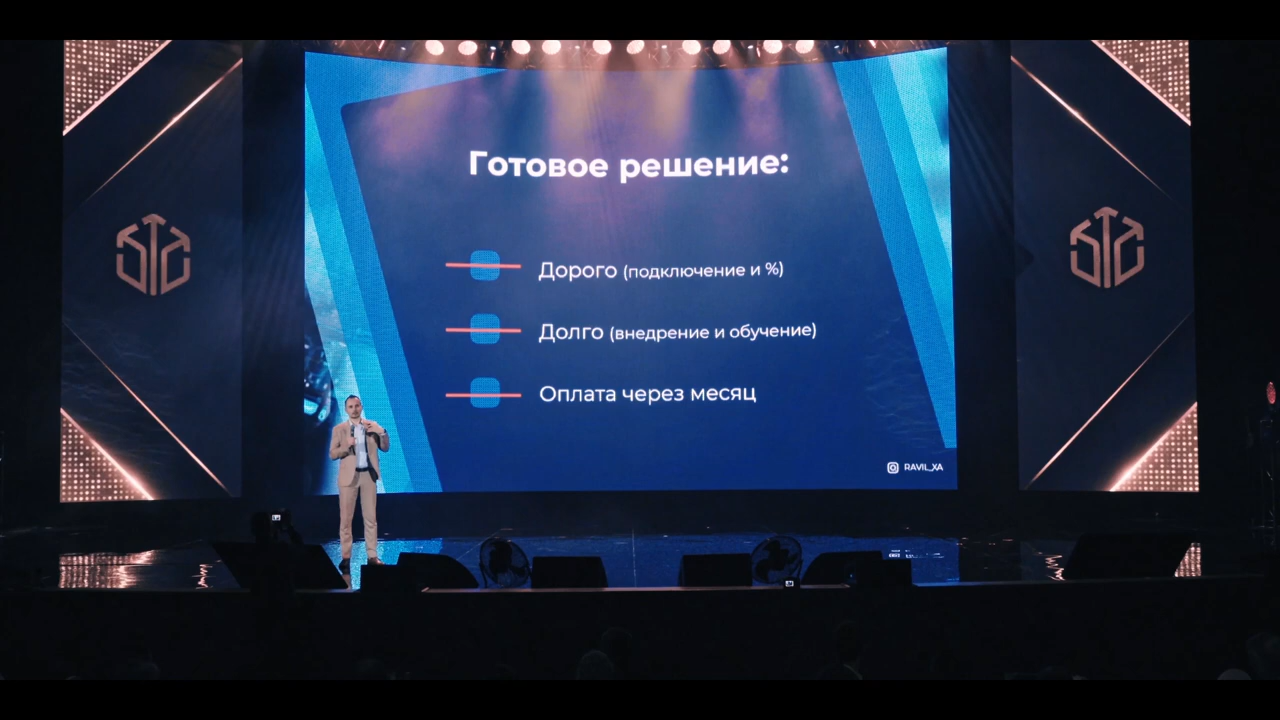 Готовое решение:
Дорого (подключение и %)
Долго (внедрение и обучение)
Оплата через месяц
RAVIL_XA